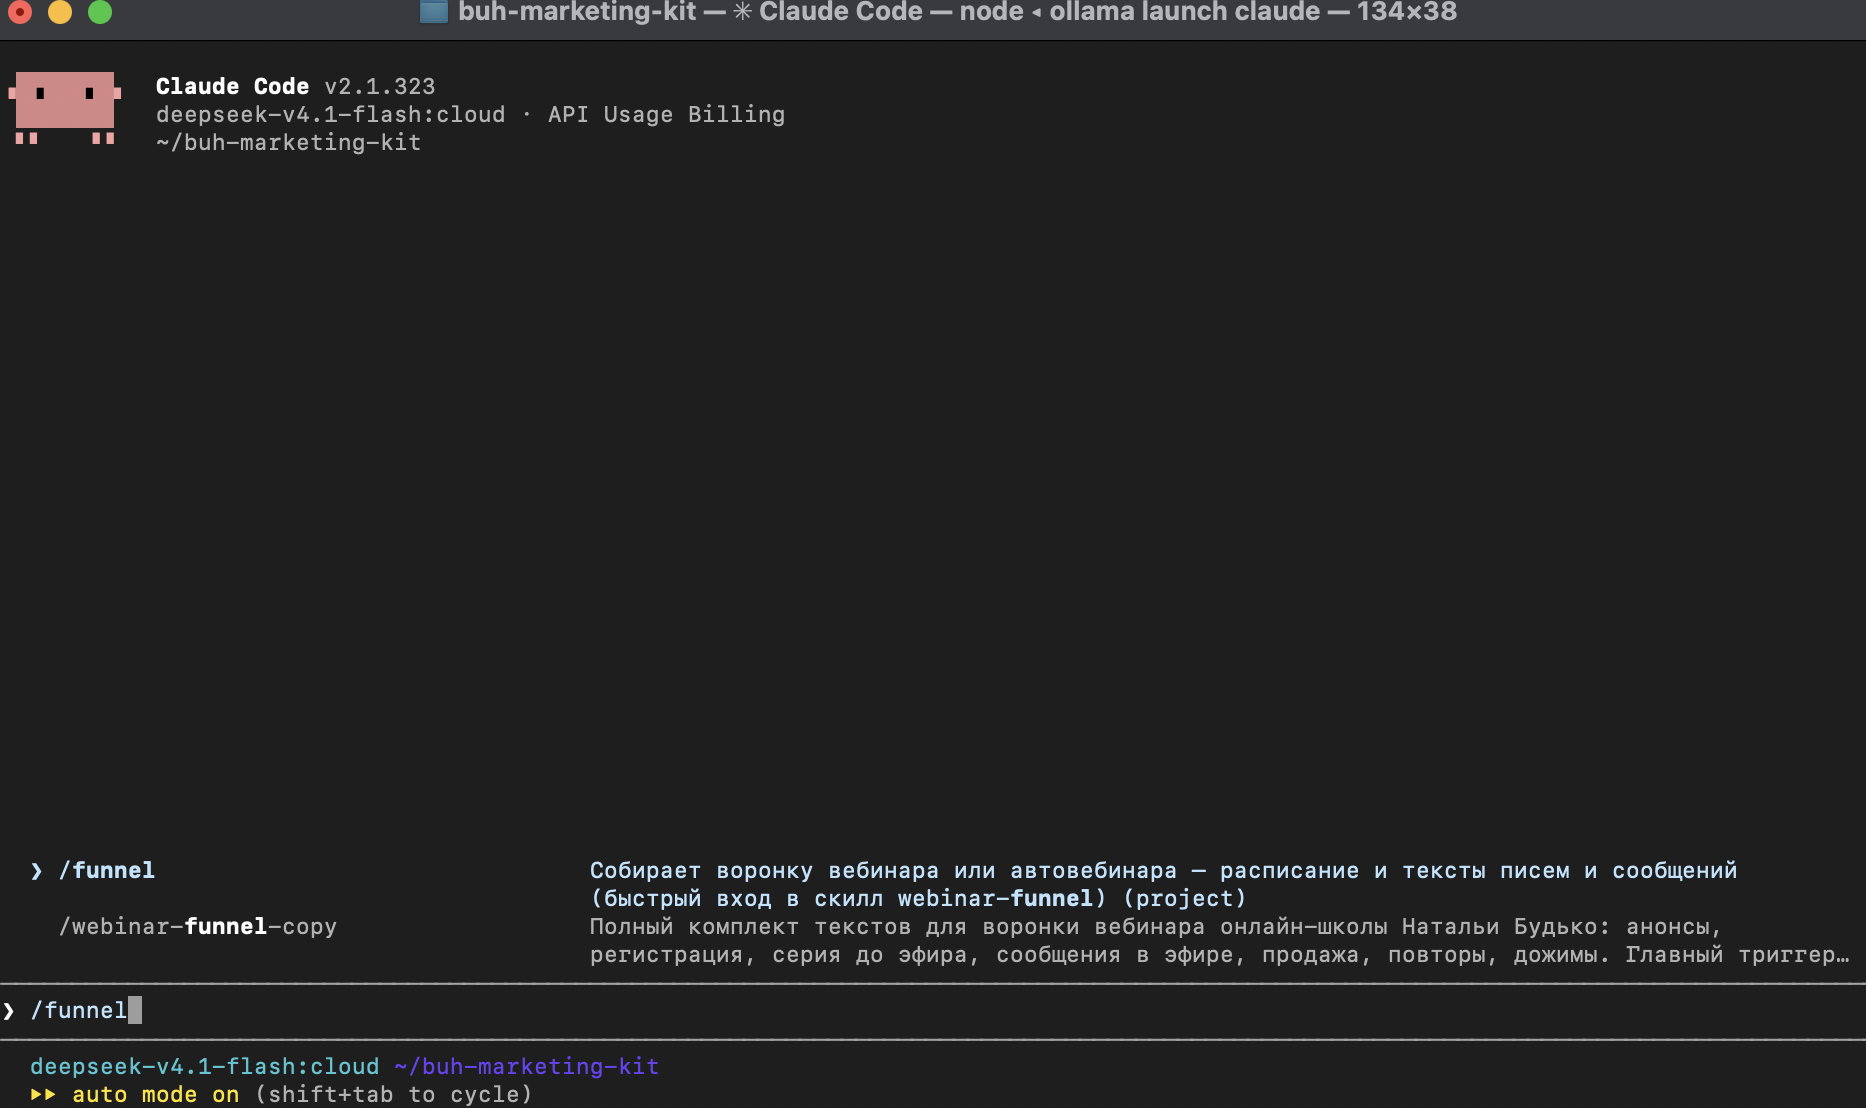 buh-marketing-kit — ✳ Claude Code — node ◂ ollama launch claude — 134×38
Claude Code v2.1.323
deepseek-v4.1-flash:cloud · API Usage Billing
~/buh-marketing-kit
❯ /funnel Собирает воронку вебинара или автовебинара — расписание и тексты писем и сообщений
(быстрый вход в скилл webinar-funnel) (project)
/webinar-funnel-copy Полный комплект текстов для воронки вебинара онлайн-школы Натальи Будько: анонсы,
регистрация, серия до эфира, сообщения в эфире, продажа, повторы, дожимы. Главный триггер…
❯ /funnel
deepseek-v4.1-flash:cloud ~/buh-marketing-kit
⏵⏵ auto mode on (shift+tab to cycle)